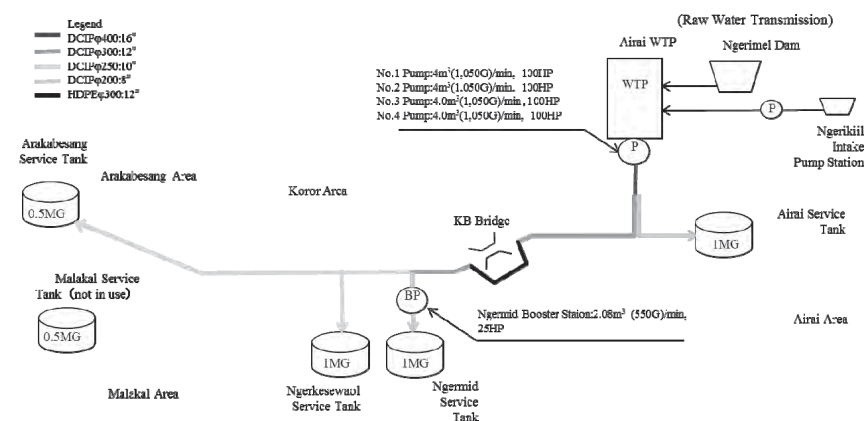 Legend
DCIPφ400:16"
DCIPφ300:12"
DCIPφ250:10"
DCIPφ200:8"
HDPEφ300:12"
(Raw Water Transmission)
Airai WTP
Ngerimel Dam
WTP
P
Ngerikiil
Intake
Pump Station
No.1 Pump:4m³(1,050G)/min, 100HP
No.2 Pump:4m³(1,050G)/min, 100HP
No.3 Pump:4.0m³(1,050G)/min, 100HP
No.4 Pump:4.0m³(1,050G)/min, 100HP
P
Arakabesang
Service Tank
Arakabesang Area
0.5MG
Koror Area
KB Bridge
Airai Service
Tank
1MG
Malakal Service
Tank (not in use)
0.5MG
BP
Ngermid Booster Staion:2.08m³ (550G)/min,
25HP
Airai Area
1MG
1MG
Malakal Area
Ngerkesewaol
Service Tank
Ngermid
Service
Tank